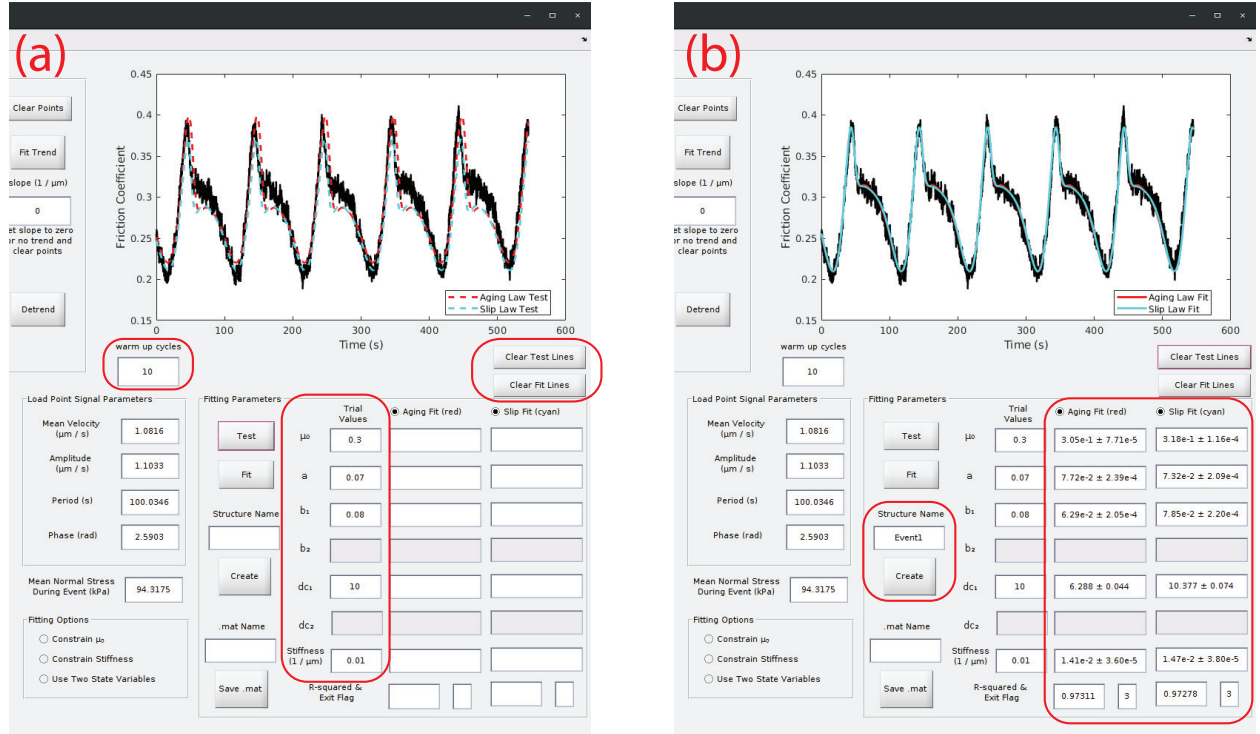 (a)
Clear Points
Fit Trend
slope (1 / μm)
0
et slope to zero
or no trend and
clear points
Detrend
0.45
0.4
0.35
0.3
0.25
0.2
0.15
Friction Coefficient
Aging Law Test
Slip Law Test
0 100 200 300 400 500 600
Time (s)
warm up cycles
10
Clear Test Lines
Clear Fit Lines
Load Point Signal Parameters
Mean Velocity
(μm / s)
1.0816
Amplitude
(μm / s)
1.1033
Period (s)
100.0346
Phase (rad)
2.5903
Mean Normal Stress
During Event (kPa)
94.3175
Fitting Options
Constrain μ₀
Constrain Stiffness
Use Two State Variables
Fitting Parameters
Test
Fit
Structure Name
Create
.mat Name
Save .mat
Trial
Values
Aging Fit (red)
Slip Fit (cyan)
μ₀ 0.3
a 0.07
b₁ 0.08
b₂
dc₁ 10
dc₂
Stiffness
(1 / μm)
0.01
R-squared &
Exit Flag
(b)
Clear Points
Fit Trend
slope (1 / μm)
0
et slope to zero
or no trend and
clear points
Detrend
0.45
0.4
0.35
0.3
0.25
0.2
0.15
Friction Coefficient
Aging Law Fit
Slip Law Fit
0 100 200 300 400 500 600
Time (s)
warm up cycles
10
Clear Test Lines
Clear Fit Lines
Load Point Signal Parameters
Mean Velocity
(μm / s)
1.0816
Amplitude
(μm / s)
1.1033
Period (s)
100.0346
Phase (rad)
2.5903
Mean Normal Stress
During Event (kPa)
94.3175
Fitting Options
Constrain μ₀
Constrain Stiffness
Use Two State Variables
Fitting Parameters
Test
Fit
Structure Name
Event1
Create
.mat Name
Save .mat
Trial
Values
Aging Fit (red)
Slip Fit (cyan)
μ₀ 0.3 3.05e-1 ± 7.71e-5 3.18e-1 ± 1.16e-4
a 0.07 7.72e-2 ± 2.39e-4 7.32e-2 ± 2.09e-4
b₁ 0.08 6.29e-2 ± 2.05e-4 7.85e-2 ± 2.20e-4
b₂
dc₁ 10 6.288 ± 0.044 10.377 ± 0.074
dc₂
Stiffness
(1 / μm)
0.01 1.41e-2 ± 3.60e-5 1.47e-2 ± 3.80e-5
R-squared &
Exit Flag
0.97311 3 0.97278 3